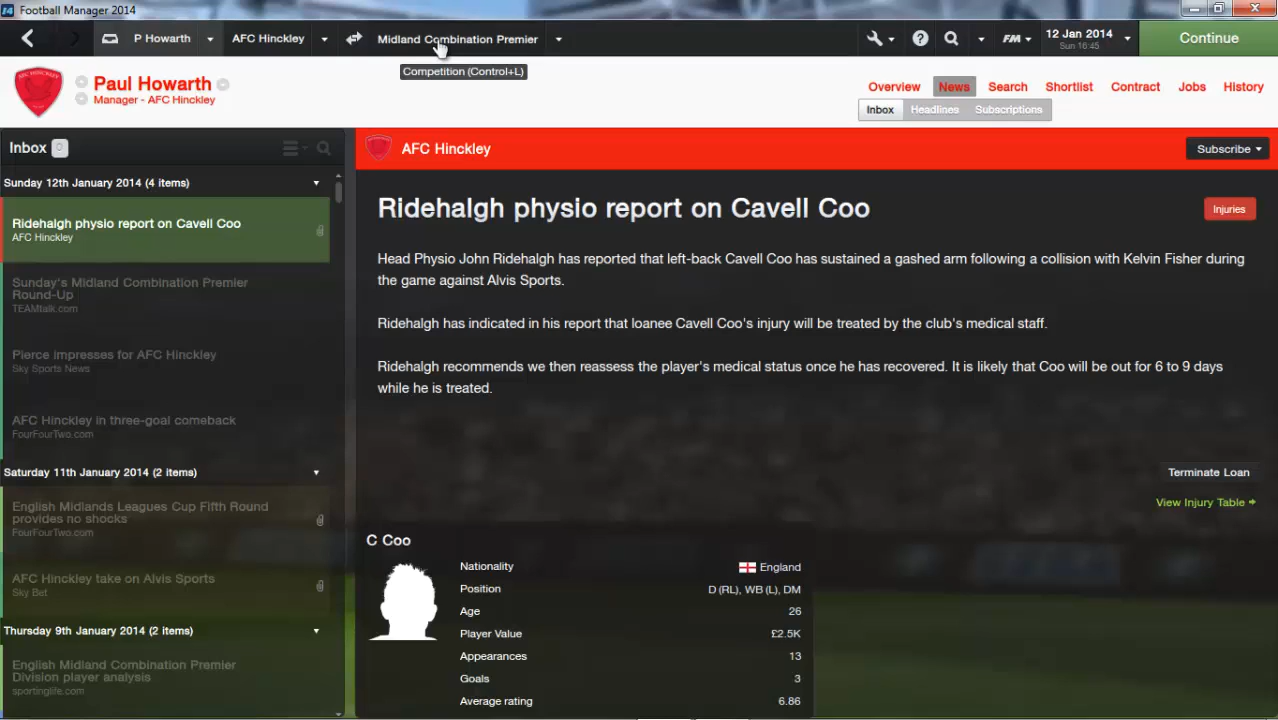 Football Manager 2014
P Howarth
AFC Hinckley
Midland Combination Premier
FM
12 Jan 2014
Sun 16:45
Continue
Competition (Control+L)
Paul Howarth
Manager - AFC Hinckley
Overview News Search Shortlist Contract Jobs History
Inbox Headlines Subscriptions
Inbox 0
Sunday 12th January 2014 (4 items)
Ridehalgh physio report on Cavell Coo
AFC Hinckley
Sunday's Midland Combination Premier
Round-Up
TEAMtalk.com
Pierce impresses for AFC Hinckley
Sky Sports News
AFC Hinckley in three-goal comeback
FourFourTwo.com
Saturday 11th January 2014 (2 items)
English Midlands Leagues Cup Fifth Round
provides no shocks
FourFourTwo.com
AFC Hinckley take on Alvis Sports
Sky Bet
Thursday 9th January 2014 (2 items)
English Midland Combination Premier
Division player analysis
sportinglife.com
AFC Hinckley
Subscribe
Ridehalgh physio report on Cavell Coo
Injuries
Head Physio John Ridehalgh has reported that left-back Cavell Coo has sustained a gashed arm following a collision with Kelvin Fisher during
the game against Alvis Sports.
Ridehalgh has indicated in his report that loanee Cavell Coo's injury will be treated by the club's medical staff.
Ridehalgh recommends we then reassess the player's medical status once he has recovered. It is likely that Coo will be out for 6 to 9 days
while he is treated.
Terminate Loan
View Injury Table
C Coo
Nationality England
Position D (RL), WB (L), DM
Age 26
Player Value £2.5K
Appearances 13
Goals 3
Average rating 6.86